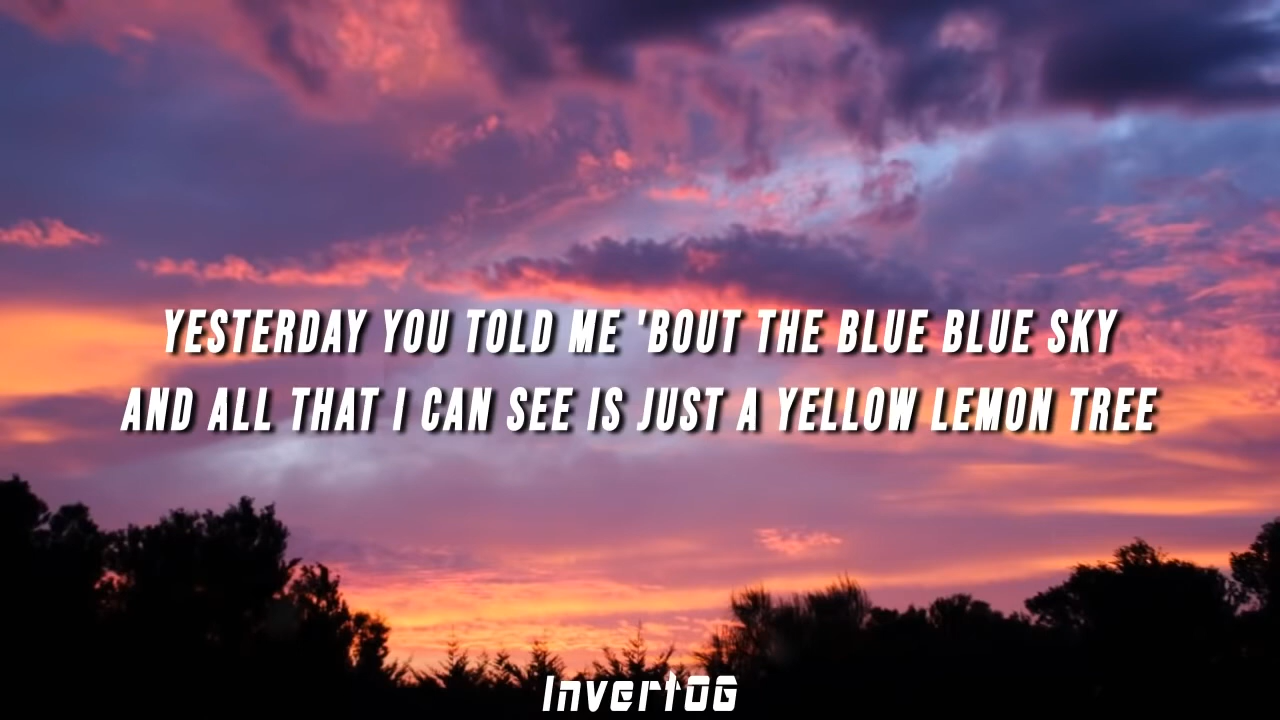 YESTERDAY YOU TOLD ME 'BOUT THE BLUE BLUE SKY
AND ALL THAT I CAN SEE IS JUST A YELLOW LEMON TREE
InvertOG